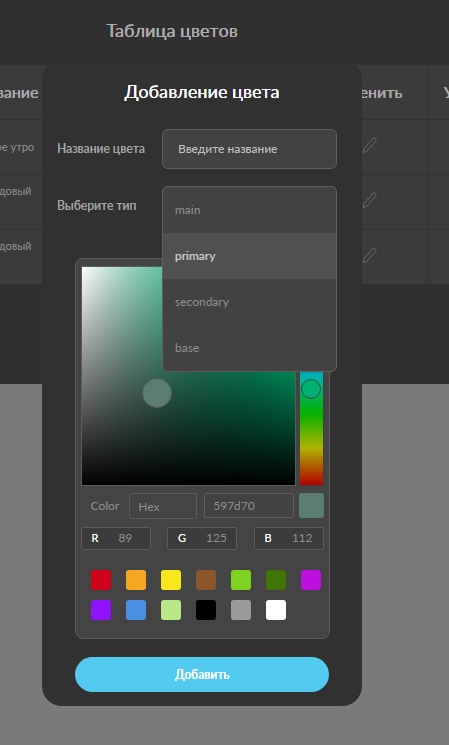 Таблица цветов
Добавление цвета
вание
енить
У
Название цвета
Введите название
ое утро
Выберите тип
довый
main
primary
довый
secondary
base
Color Hex 597d70
R 89 G 125 B 112
Добавить